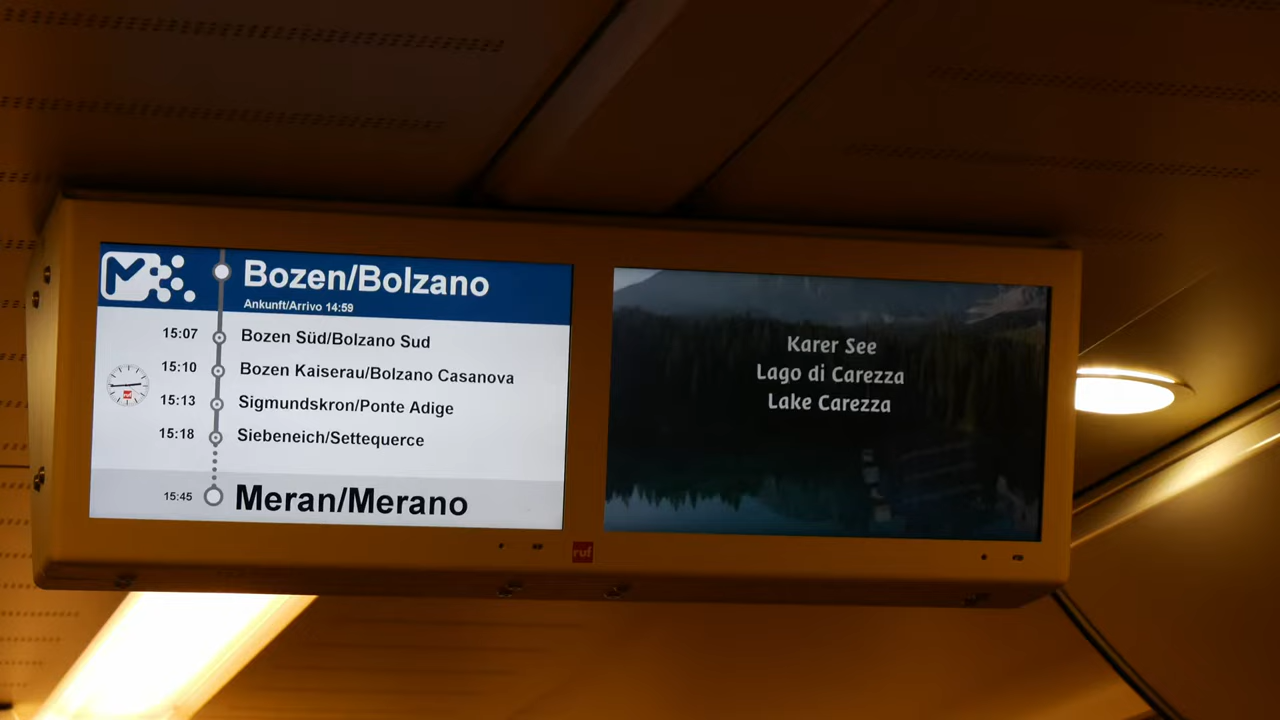 Bozen/Bolzano
Ankunft/Arrivo 14:59
15:07 Bozen Süd/Bolzano Sud
15:10 Bozen Kaiserau/Bolzano Casanova
15:13 Sigmundskron/Ponte Adige
15:18 Siebeneich/Settequerce
15:45 Meran/Merano
Karer See
Lago di Carezza
Lake Carezza
ruf